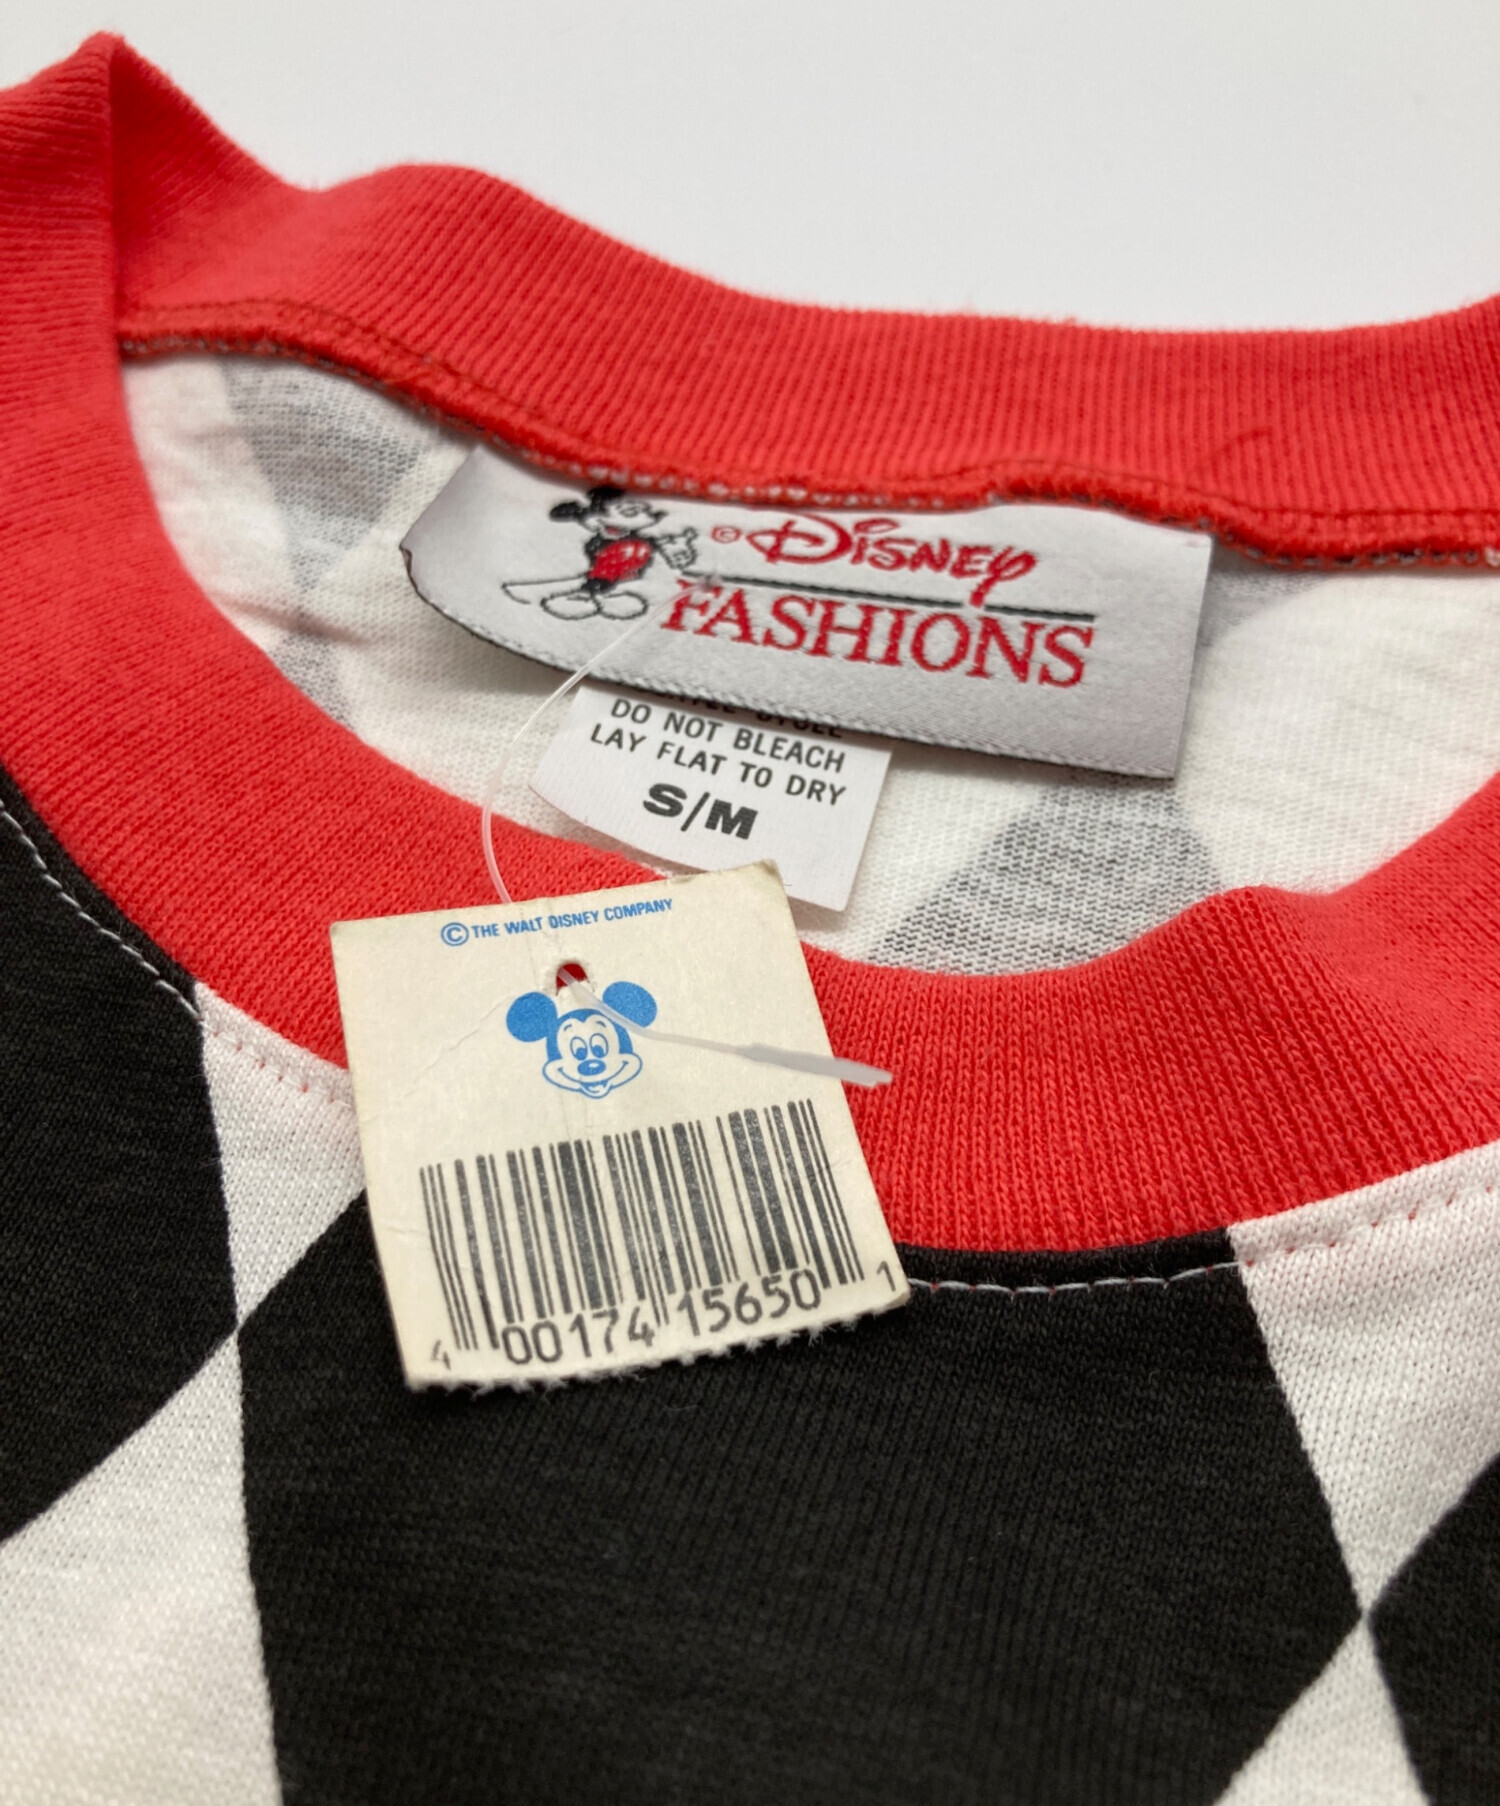 © Disney
FASHIONS
DO NOT BLEACH
LAY FLAT TO DRY
S/M
© THE WALT DISNEY COMPANY
4 00174 15650 1